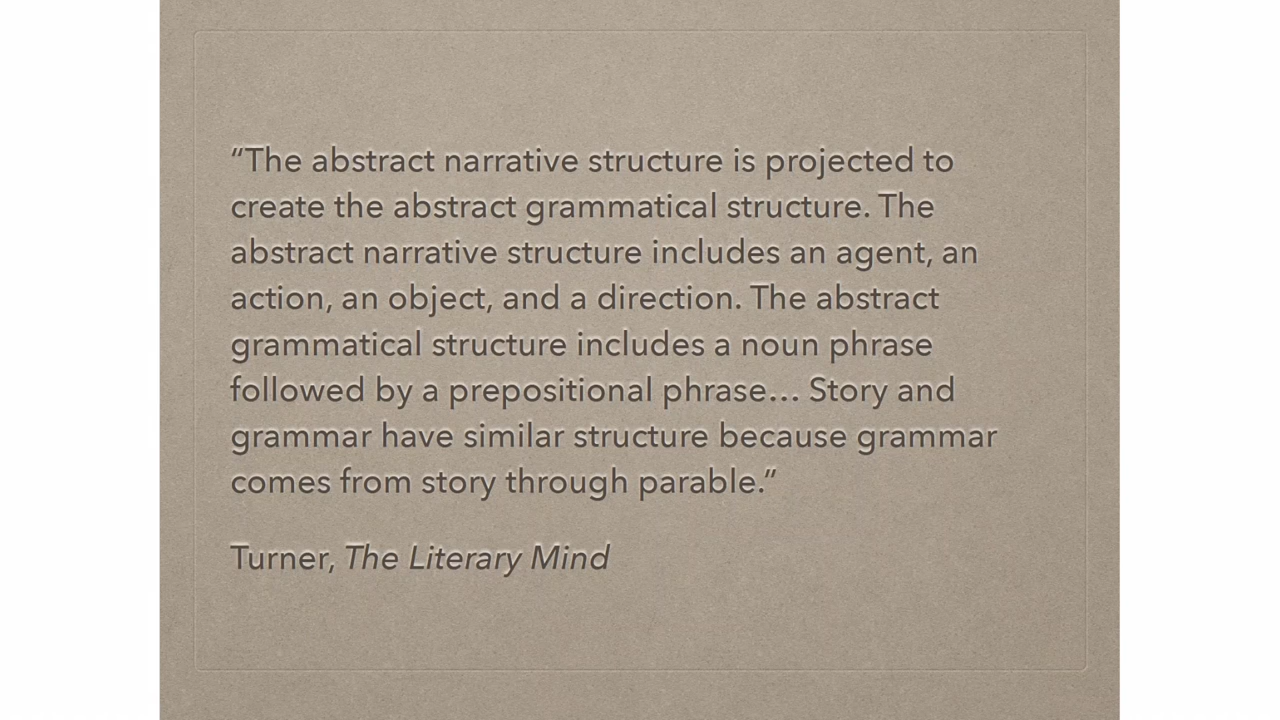 “The abstract narrative structure is projected to
create the abstract grammatical structure. The
abstract narrative structure includes an agent, an
action, an object, and a direction. The abstract
grammatical structure includes a noun phrase
followed by a prepositional phrase… Story and
grammar have similar structure because grammar
comes from story through parable.”
Turner, The Literary Mind